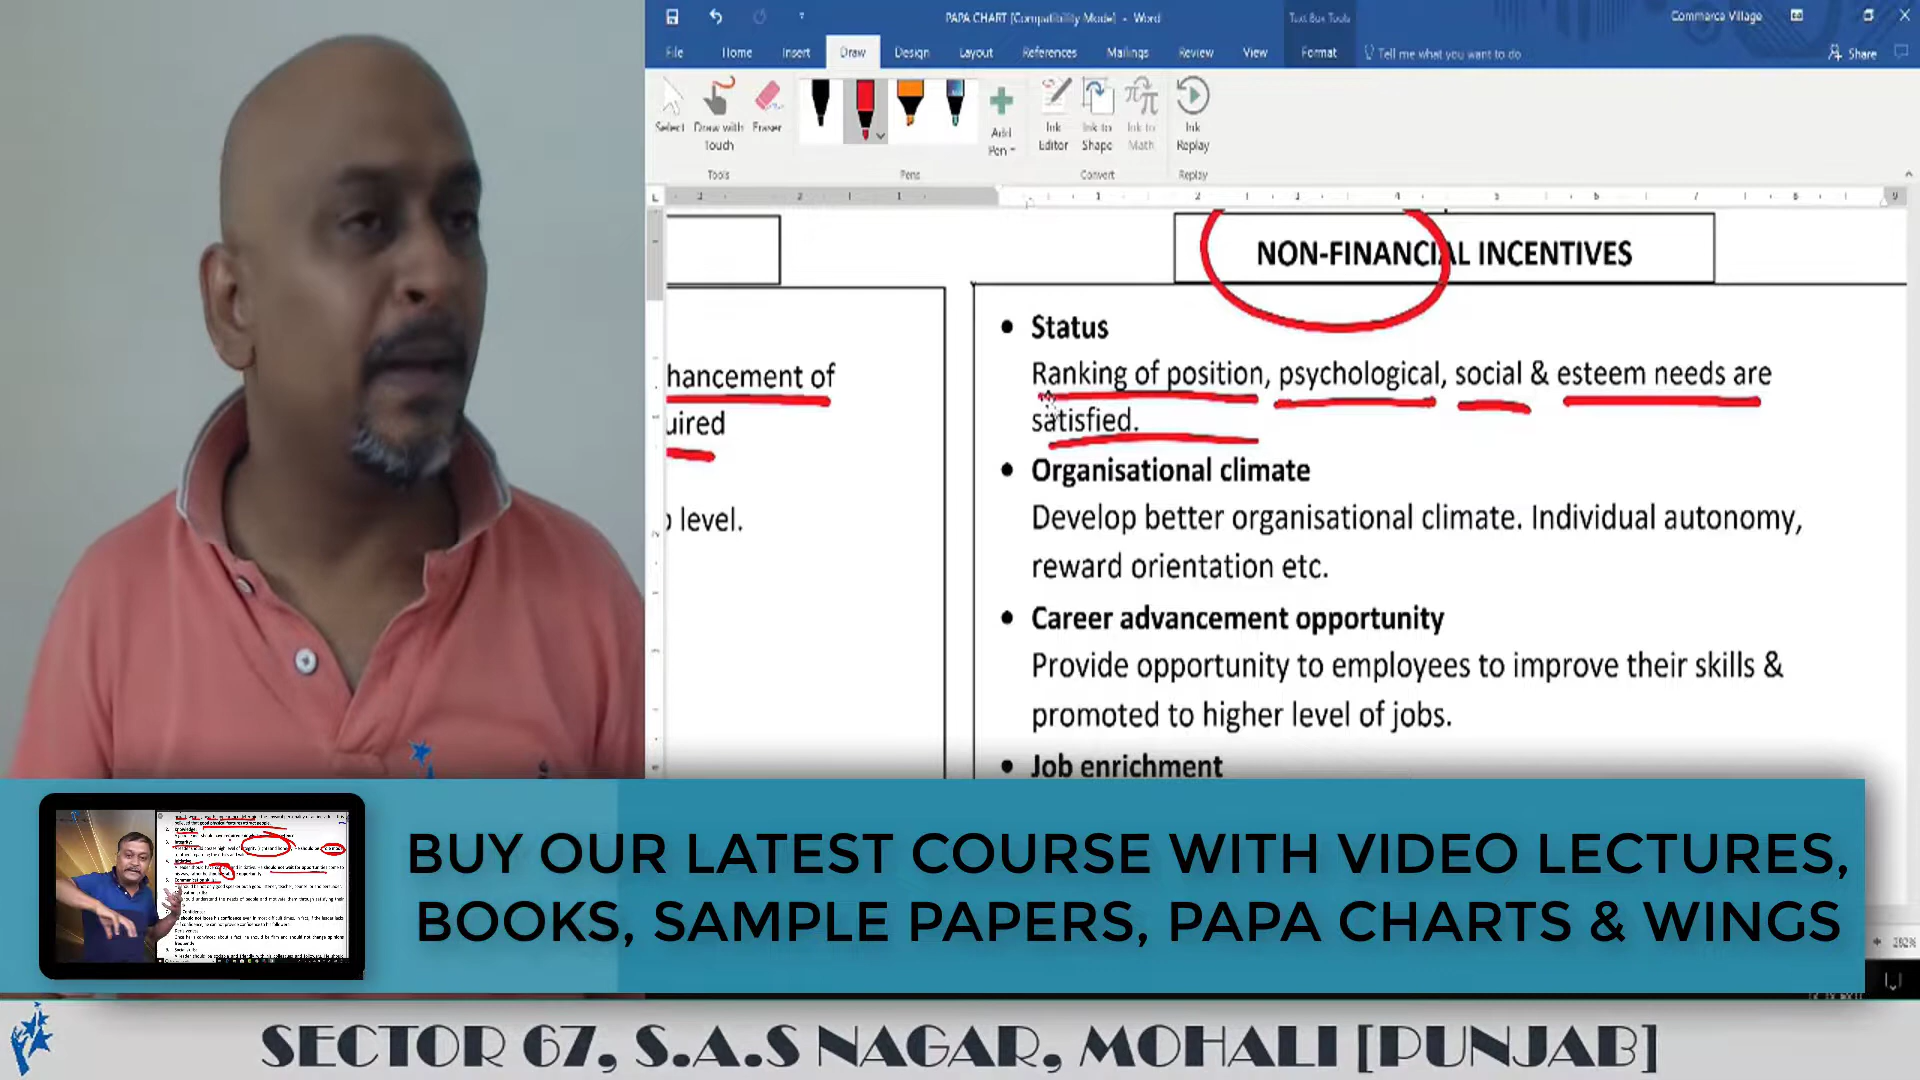 PAPA CHART [Compatibility Mode] - Word
Text Box Tools
Commerce Village
File
Home
Insert
Draw
Design
Layout
References
Mailings
Review
View
Format
Tell me what you want to do
Share
Select
Draw with
Touch
Eraser
Add
Pen
Ink
Editor
Ink to
Shape
Ink to
Math
Ink
Replay
Tools
Pens
Convert
Replay
NON-FINANCIAL INCENTIVES
hancement of
uired
level.
• Status
Ranking of position, psychological, social & esteem needs are
satisfied.
• Organisational climate
Develop better organisational climate. Individual autonomy,
reward orientation etc.
• Career advancement opportunity
Provide opportunity to employees to improve their skills &
promoted to higher level of jobs.
• Job enrichment
BUY OUR LATEST COURSE WITH VIDEO LECTURES,
BOOKS, SAMPLE PAPERS, PAPA CHARTS & WINGS
SECTOR 67, S.A.S NAGAR, MOHALI [PUNJAB]